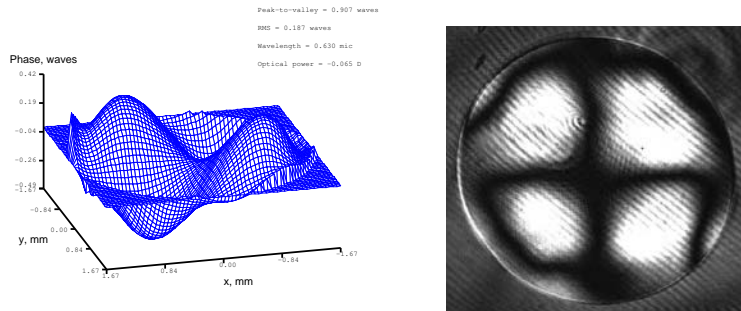 Peak-to-valley = 0.907 waves
RMS = 0.187 waves
Wavelength = 0.630 mic
Optical power = -0.065 D
Phase, waves
0.42
0.19
-0.04
-0.26
-0.49
-1.67
-0.84
0.00
0.84
1.67
y, mm
1.67
0.84
0.00
-0.84
-1.67
x, mm